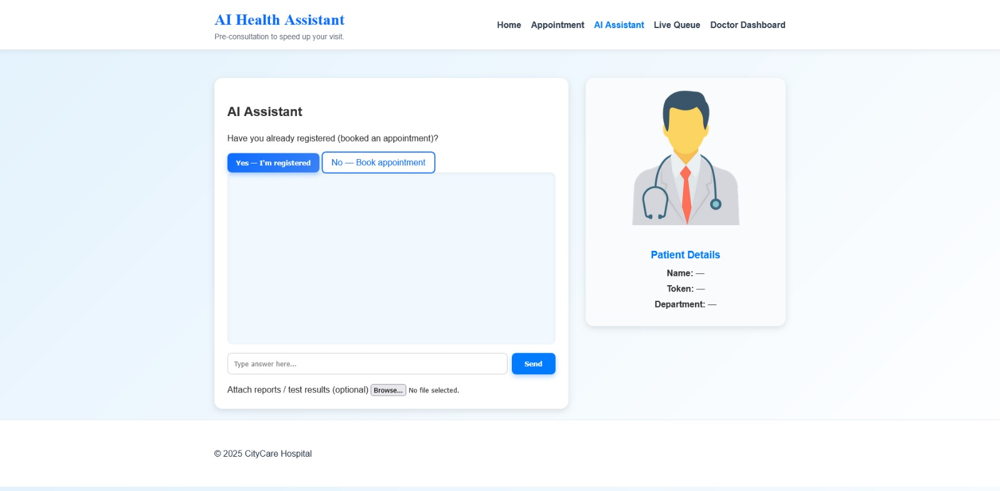 AI Health Assistant
Pre-consultation to speed up your visit.
Home Appointment AI Assistant Live Queue Doctor Dashboard
AI Assistant
Have you already registered (booked an appointment)?
Yes — I'm registered No — Book appointment
Type answer here...
Send
Attach reports / test results (optional) Browse... No file selected.
Patient Details
Name: —
Token: —
Department: —
© 2025 CityCare Hospital